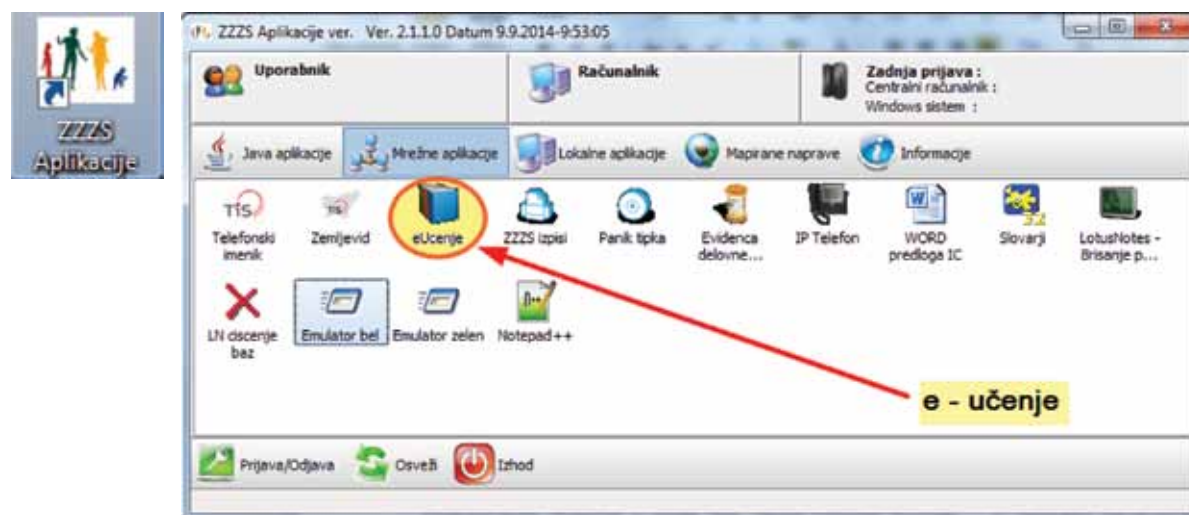 ZZZS
Aplikacije
ZZZS Aplikacije ver. Ver. 2.1.1.0 Datum 9.9.2014-9:53:05
Uporabnik
Računalnik
Zadnja prijava :
Centralni računalnik :
Windows sistem :
Java aplikacije
Mrežne aplikacije
Lokalne aplikacije
Mapirane naprave
Informacije
TIS
TIS
W
3.2
Telefonski
imenik
Zemljevid
eUcenje
ZZZS izpisi
Panik tipka
Evidenca
delovne...
IP Telefon
WORD
predloga IC
Slovarji
LotusNotes -
Brisanje p...
LN ciscenje
baz
Emulator bel
Emulator zelen
Notepad++
e - učenje
Prijava/Odjava
Osveži
Izhod